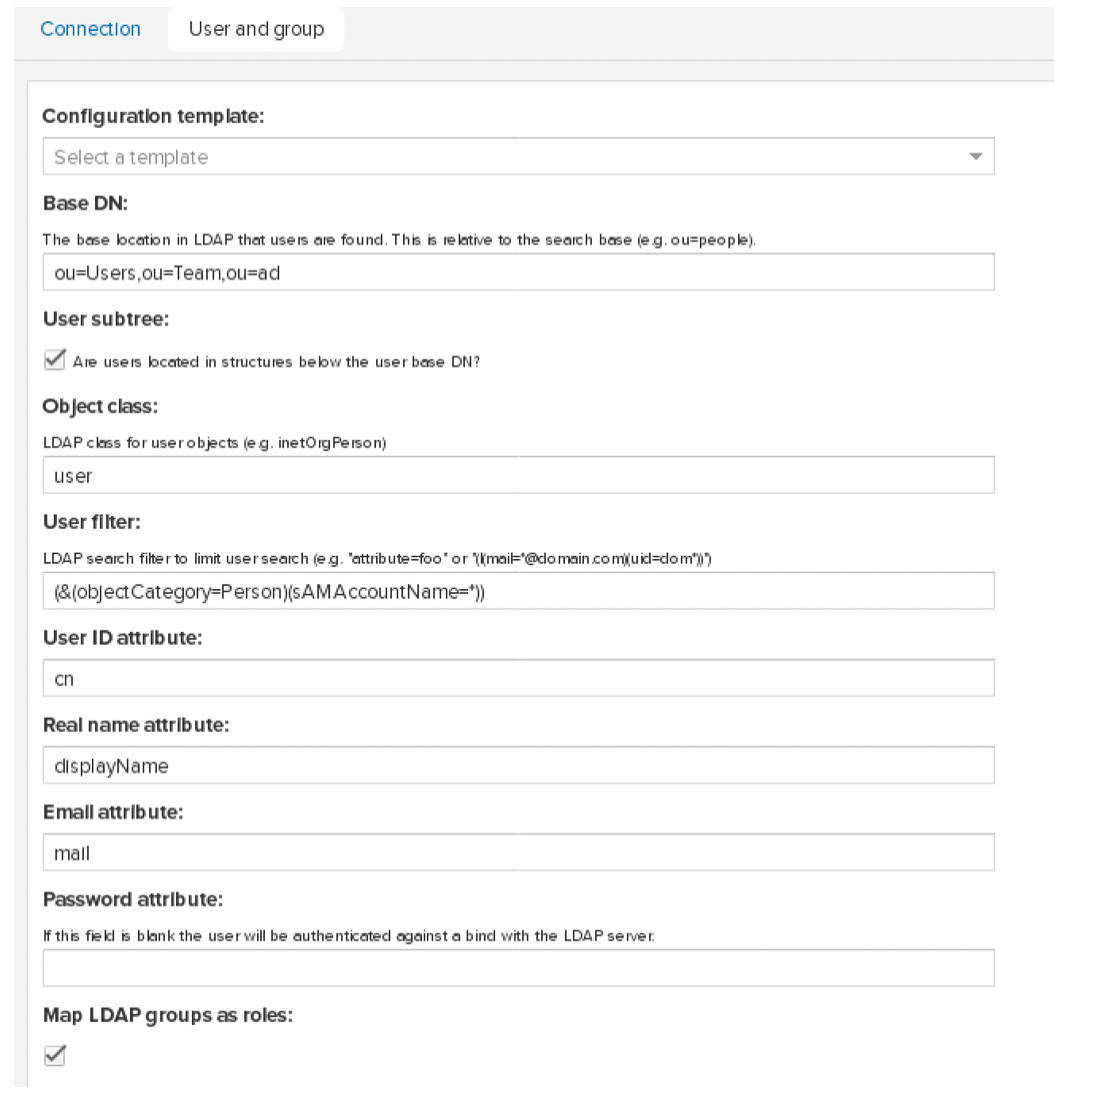 Connection User and group
Configuration template:
Select a template
Base DN:
The base location in LDAP that users are found. This is relative to the search base (e.g. ou=people).
ou=Users,ou=Team,ou=ad
User subtree:
Are users located in structures below the user base DN?
Object class:
LDAP class for user objects (e.g. inetOrgPerson)
user
User filter:
LDAP search filter to limit user search (e.g. "attribute=foo" or "(|(mail=*@domain.com)(uid=dom*))")
(&(objectCategory=Person)(sAMAccountName=*))
User ID attribute:
cn
Real name attribute:
displayName
Email attribute:
mail
Password attribute:
If this field is blank the user will be authenticated against a bind with the LDAP server.
Map LDAP groups as roles: